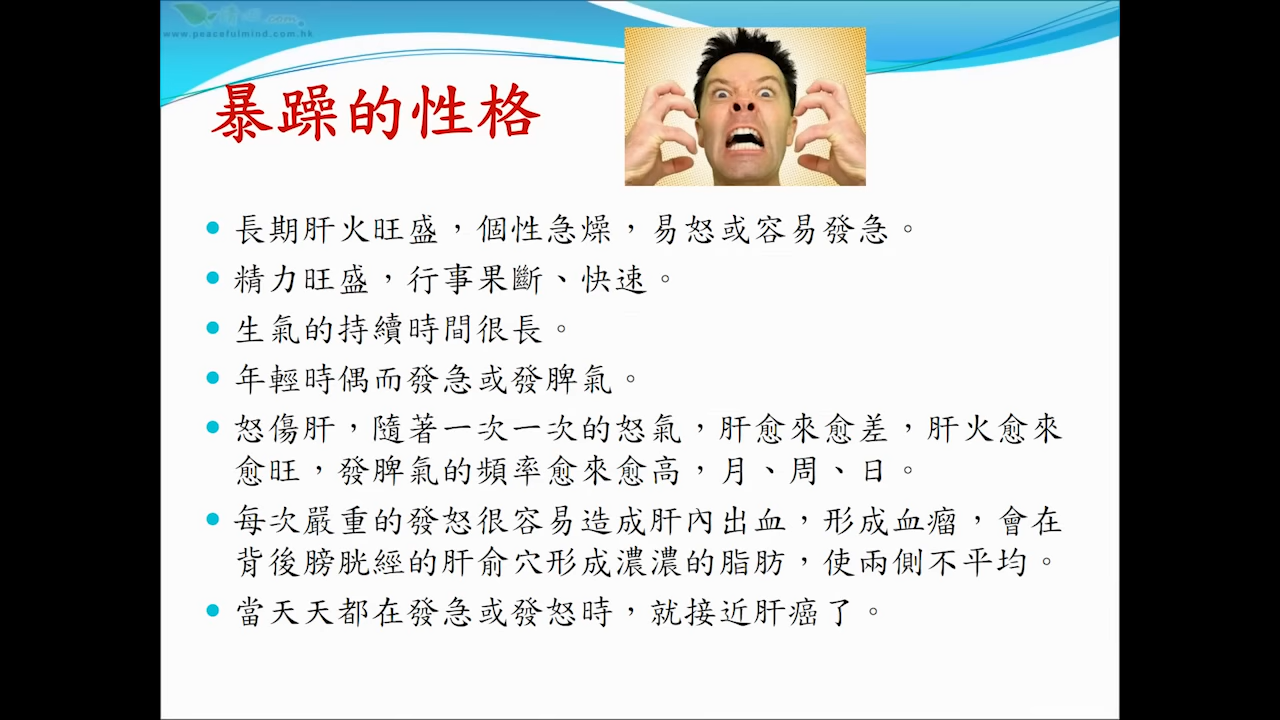 www.peacefulmind.com.hk
暴躁的性格
長期肝火旺盛，個性急燥，易怒或容易發急。
精力旺盛，行事果斷、快速。
生氣的持續時間很長。
年輕時偶而發急或發脾氣。
怒傷肝，隨著一次一次的怒氣，肝愈來愈差，肝火愈來
愈旺，發脾氣的頻率愈來愈高，月、周、日。
每次嚴重的發怒很容易造成肝內出血，形成血瘤，會在
背後膀胱經的肝俞穴形成濃濃的脂肪，使兩側不平均。
當天天都在發急或發怒時，就接近肝癌了。